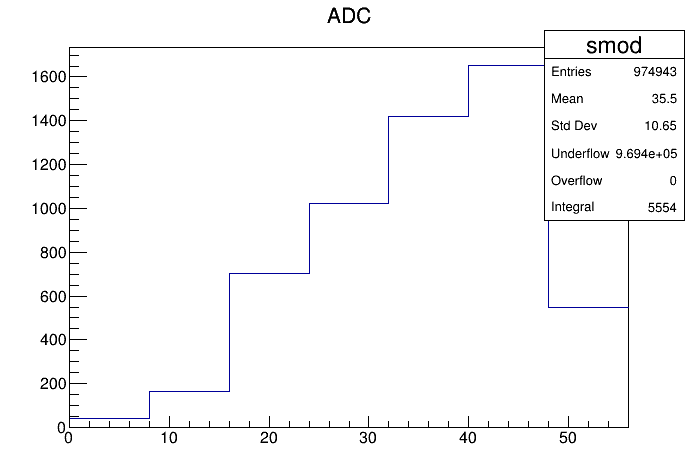 ADC
smod
Entries 974943
Mean 35.5
Std Dev 10.65
Underflow 9.694e+05
Overflow 0
Integral 5554
1600
1400
1200
1000
800
600
400
200
0
0 10 20 30 40 50